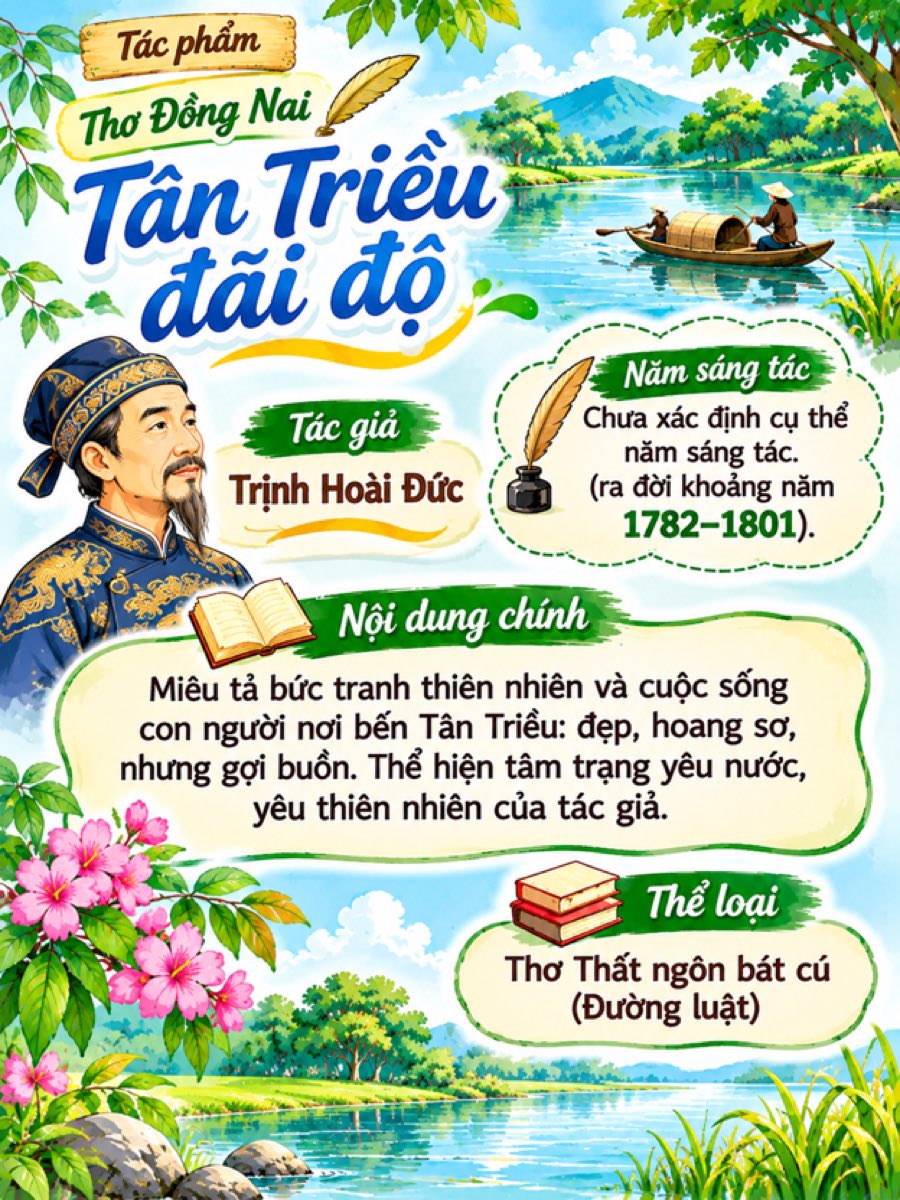 Tác phẩm
Thơ Đồng Nai
Tân Triều
đãi độ
Tác giả
Trịnh Hoài Đức
Năm sáng tác
Chưa xác định cụ thể
năm sáng tác.
(ra đời khoảng năm
1782–1801).
Nội dung chính
Miêu tả bức tranh thiên nhiên và cuộc sống
con người nơi bến Tân Triều: đẹp, hoang sơ,
nhưng gợi buồn. Thể hiện tâm trạng yêu nước,
yêu thiên nhiên của tác giả.
Thể loại
Thơ Thất ngôn bát cú
(Đường luật)